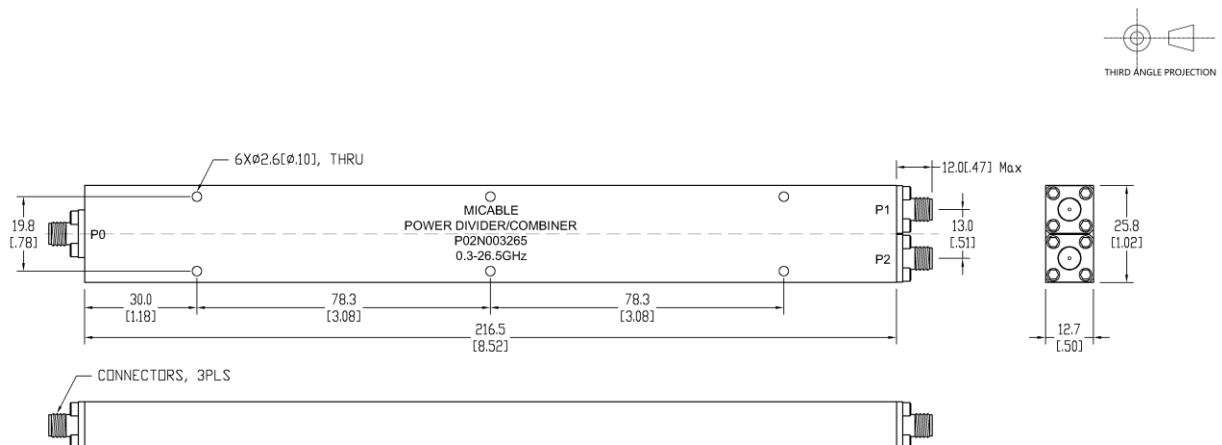 THIRD ANGLE PROJECTION
6XØ2.6[Ø.10], THRU
12.0[.47] Max
19.8
[.78]
P0
MICABLE
POWER DIVIDER/COMBINER
P02N003265
0.3-26.5GHz
P1
P2
13.0
[.51]
25.8
[1.02]
30.0
[1.18]
78.3
[3.08]
78.3
[3.08]
216.5
[8.52]
12.7
[.50]
CONNECTORS, 3PLS